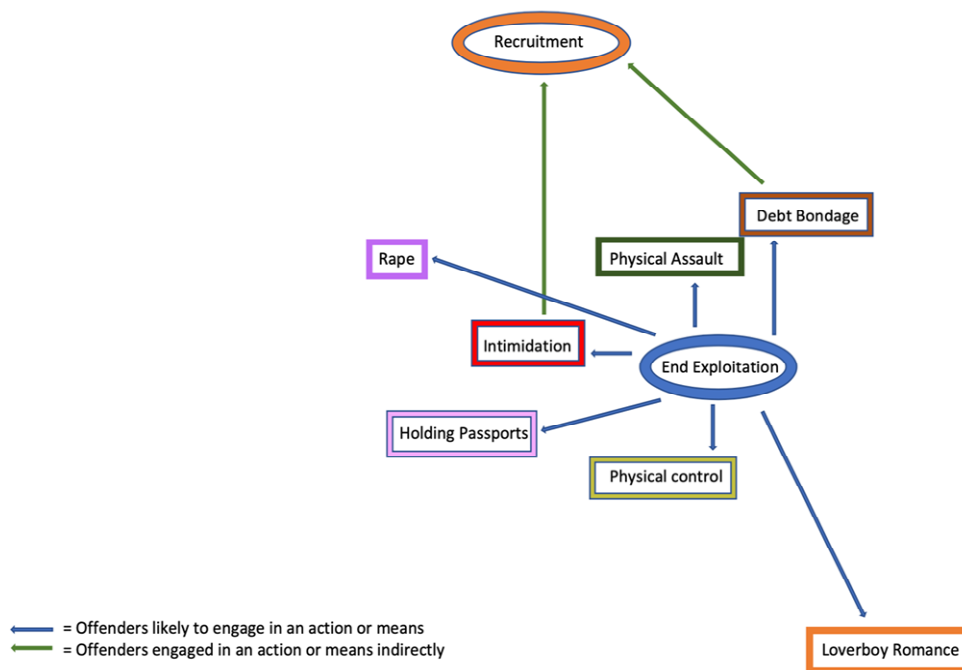 Recruitment
Debt Bondage
Rape
Physical Assault
Intimidation
End Exploitation
Holding Passports
Physical control
= Offenders likely to engage in an action or means
= Offenders engaged in an action or means indirectly
Loverboy Romance